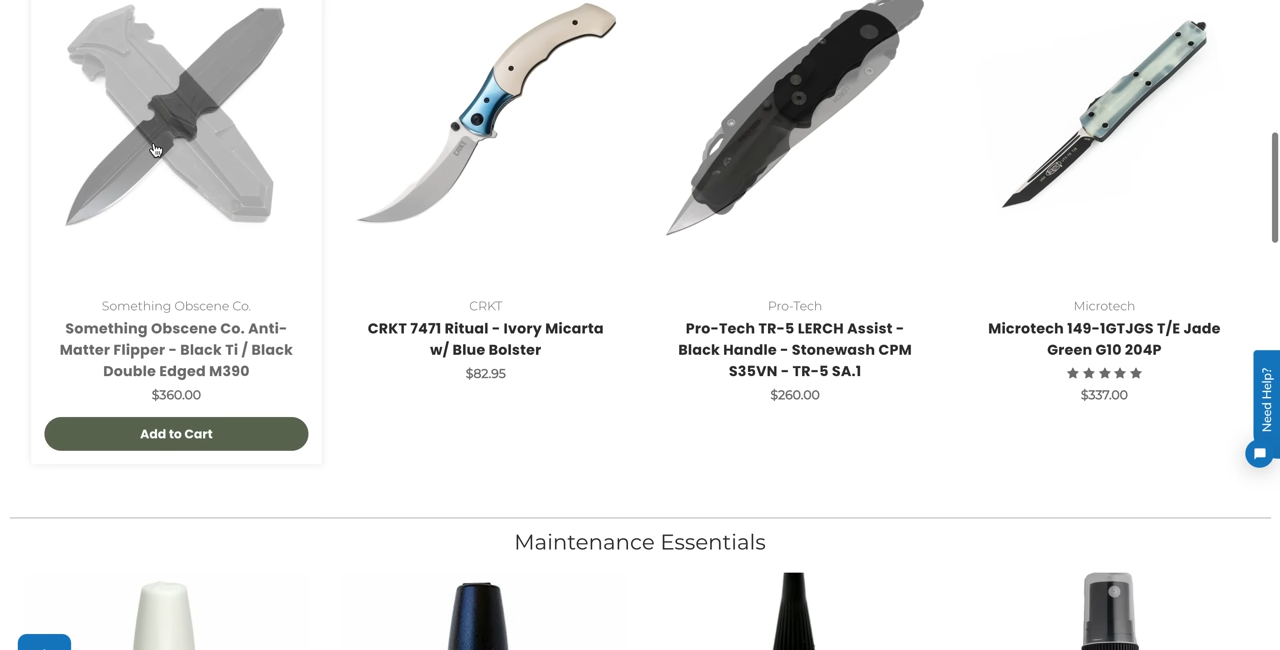 Something Obscene Co.
Something Obscene Co. Anti-
Matter Flipper - Black Ti / Black
Double Edged M390
$360.00
Add to Cart
CRKT
CRKT
CRKT 7471 Ritual - Ivory Micarta
w/ Blue Bolster
$82.95
Pro-Tech
Pro-Tech TR-5 LERCH Assist -
Black Handle - Stonewash CPM
S35VN - TR-5 SA.1
$260.00
Microtech
Microtech 149-1GTJGS T/E Jade
Green G10 204P
$337.00
Need Help?
Maintenance Essentials